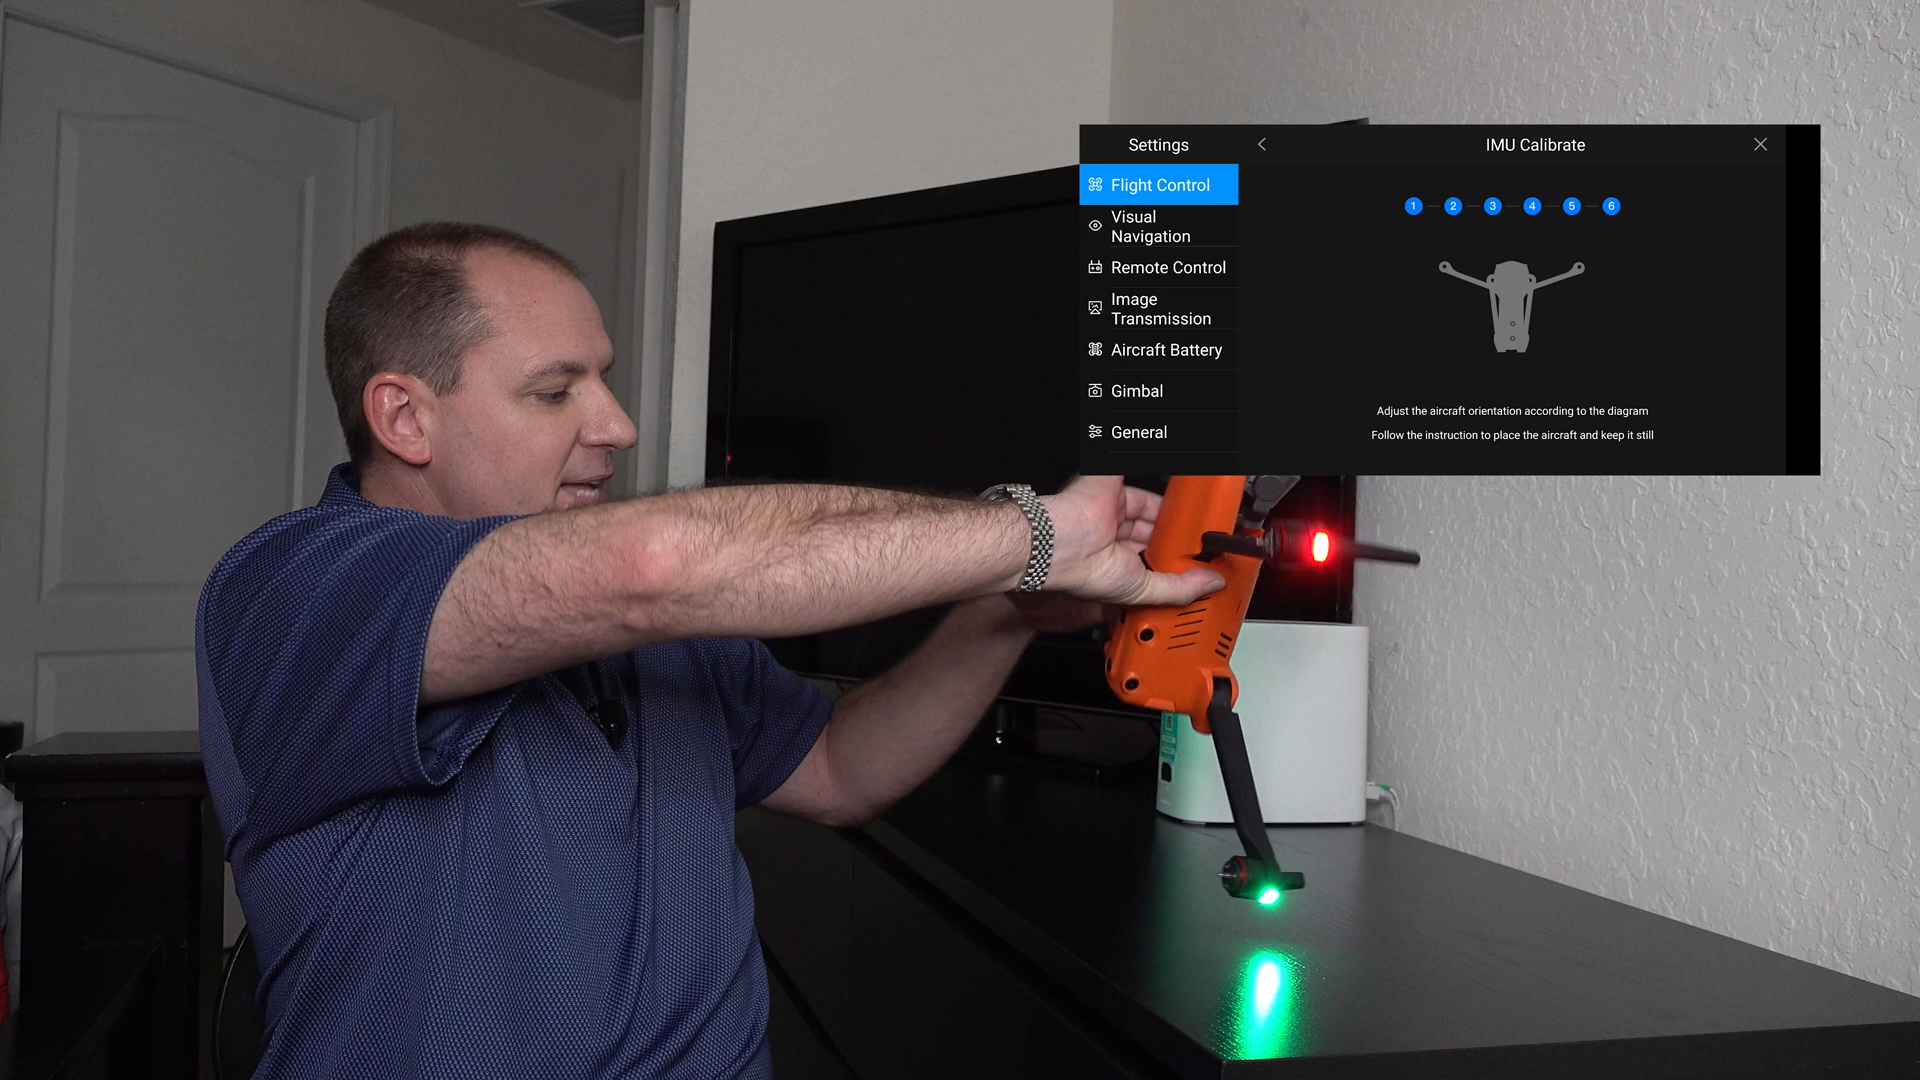 Settings
IMU Calibrate
Flight Control
Visual
Navigation
Remote Control
Image
Transmission
Aircraft Battery
Gimbal
General
1 2 3 4 5 6
Adjust the aircraft orientation according to the diagram
Follow the instruction to place the aircraft and keep it still